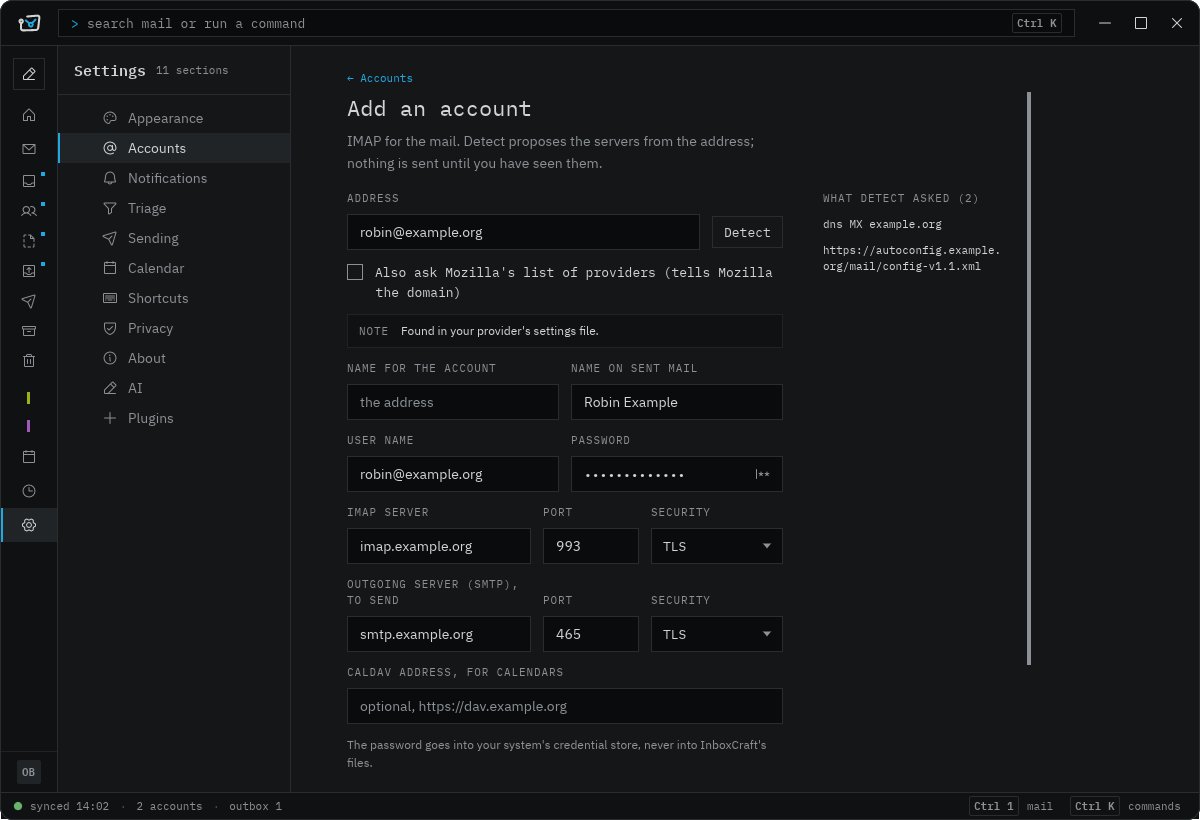 > search mail or run a command
Ctrl K
Settings 11 sections
Appearance
Accounts
Notifications
Triage
Sending
Calendar
Shortcuts
Privacy
About
AI
Plugins
← Accounts
Add an account
IMAP for the mail. Detect proposes the servers from the address;
nothing is sent until you have seen them.
ADDRESS
robin@example.org
Detect
Also ask Mozilla's list of providers (tells Mozilla
the domain)
NOTE Found in your provider's settings file.
NAME FOR THE ACCOUNT
NAME ON SENT MAIL
the address
Robin Example
USER NAME
PASSWORD
robin@example.org
•••••••••••••
IMAP SERVER
PORT
SECURITY
imap.example.org
993
TLS
OUTGOING SERVER (SMTP),
TO SEND
PORT
SECURITY
smtp.example.org
465
TLS
CALDAV ADDRESS, FOR CALENDARS
optional, https://dav.example.org
The password goes into your system's credential store, never into InboxCraft's
files.
WHAT DETECT ASKED (2)
dns MX example.org
https://autoconfig.example.
org/mail/config-v1.1.xml
OB
synced 14:02 · 2 accounts · outbox 1
Ctrl 1 mail
Ctrl K commands